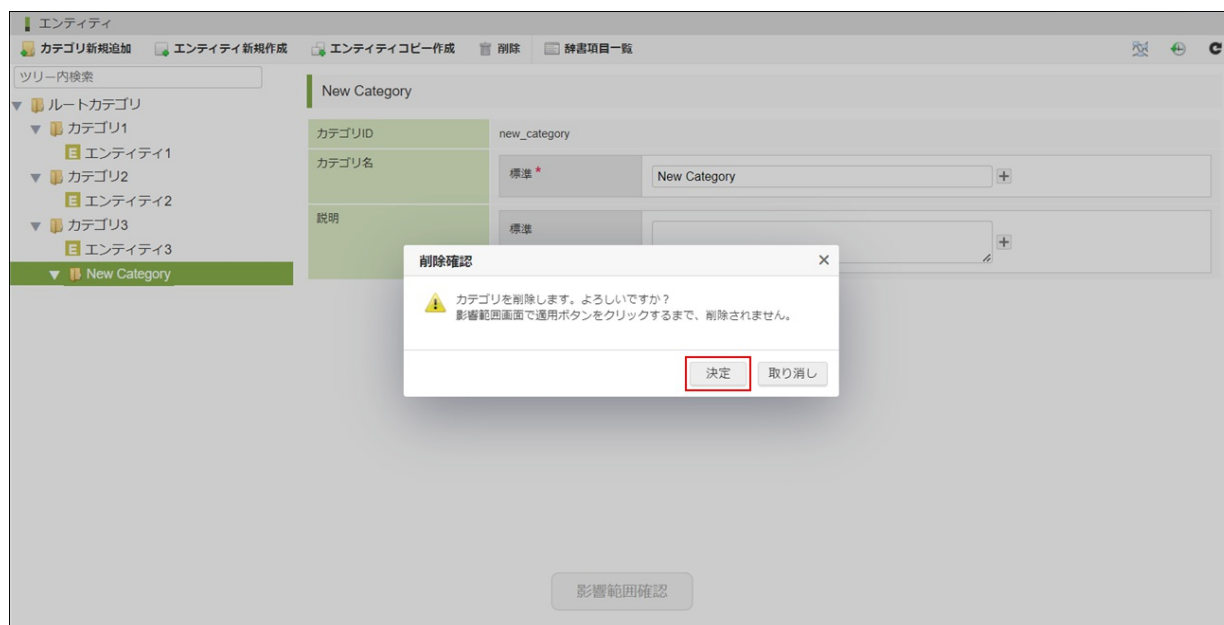 エンティティ
カテゴリ新規追加 エンティティ新規作成 エンティティコピー作成 削除 辞書項目一覧
ツリー内検索
ルートカテゴリ
カテゴリ1
エンティティ1
カテゴリ2
エンティティ2
カテゴリ3
エンティティ3
New Category
New Category
カテゴリID new_category
カテゴリ名 標準* New Category
説明 標準
削除確認
カテゴリを削除します。よろしいですか？
影響範囲画面で適用ボタンをクリックするまで、削除されません。
決定 取り消し
影響範囲確認